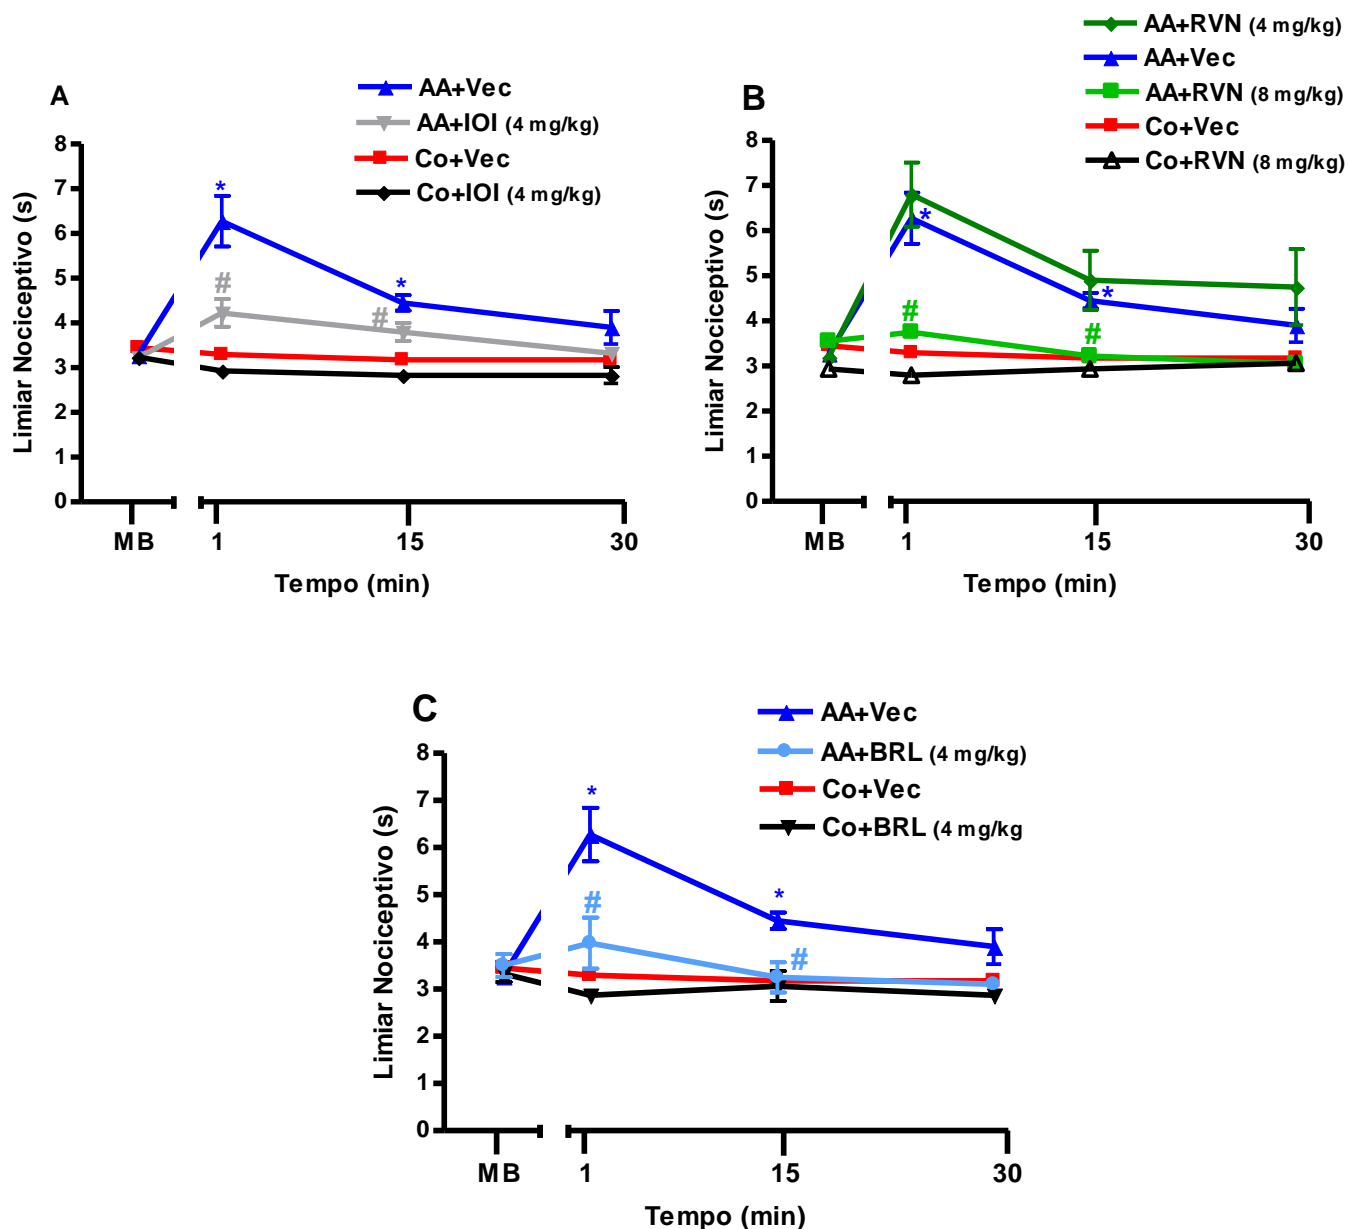 A
AA+Vec
AA+IOI (4 mg/kg)
Co+Vec
Co+IOI (4 mg/kg)
Limiar Nociceptivo (s)
8
7
6
5
4
3
2
1
0
*
*
#
#
MB 1 15 30
Tempo (min)
B
AA+RVN (4 mg/kg)
AA+Vec
AA+RVN (8 mg/kg)
Co+Vec
Co+RVN (8 mg/kg)
Limiar Nociceptivo (s)
8
7
6
5
4
3
2
1
0
*
*
#
#
MB 1 15 30
Tempo (min)
C
AA+Vec
AA+BRL (4 mg/kg)
Co+Vec
Co+BRL (4 mg/kg
Limiar Nociceptivo (s)
8
7
6
5
4
3
2
1
0
*
*
#
#
MB 1 15 30
Tempo (min)